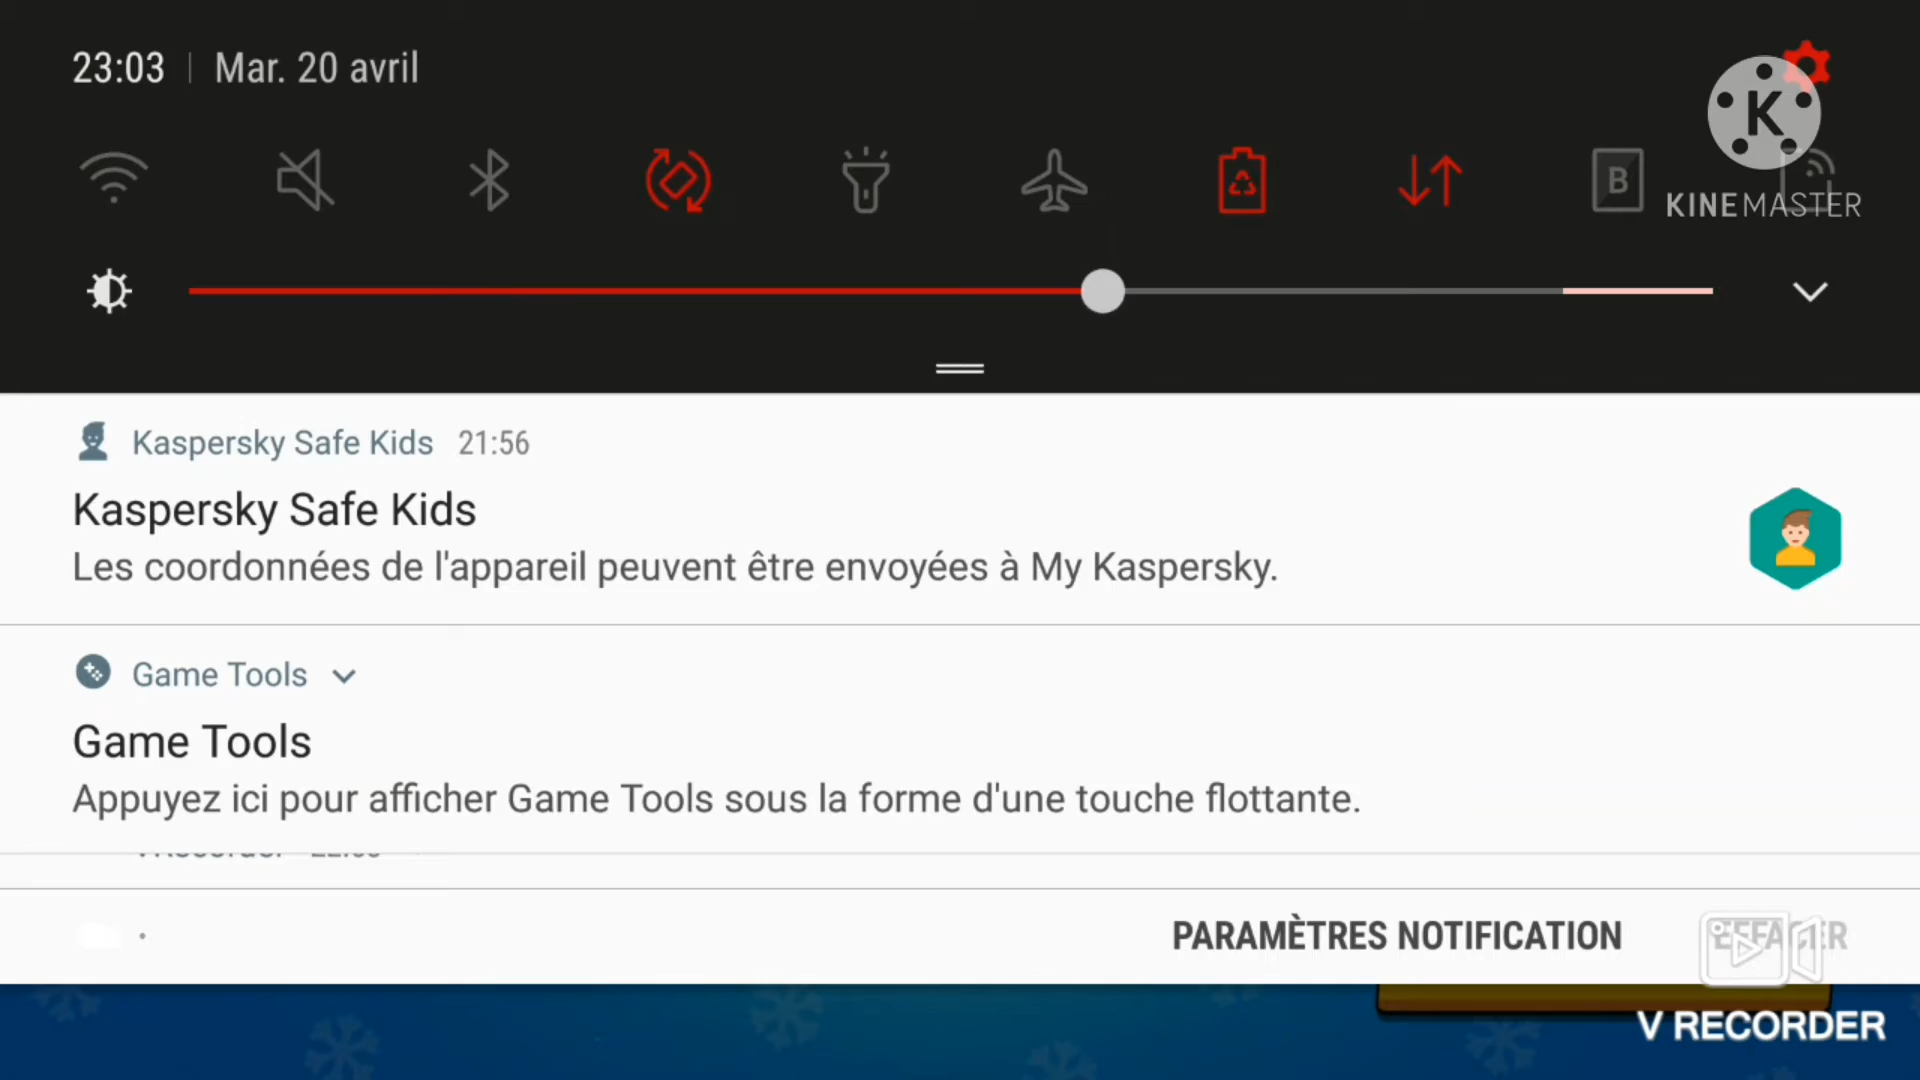 23:03 | Mar. 20 avril
K
KINEMASTER
B
Kaspersky Safe Kids 21:56
Kaspersky Safe Kids
Les coordonnées de l'appareil peuvent être envoyées à My Kaspersky.
Game Tools
Game Tools
Appuyez ici pour afficher Game Tools sous la forme d'une touche flottante.
PARAMÈTRES NOTIFICATION
EFFACER
V RECORDER